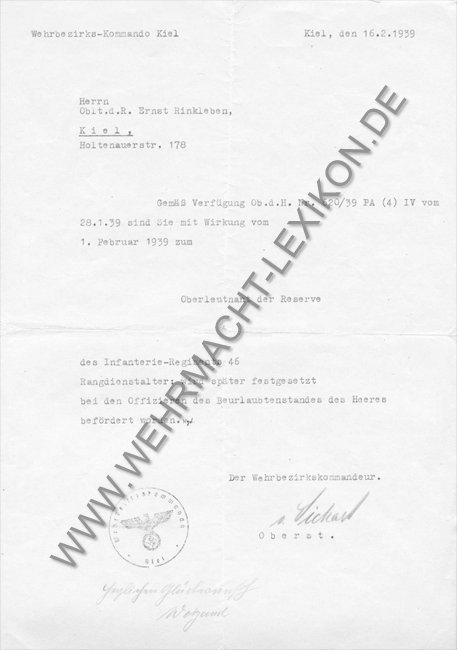 Wehrbezirks-Kommando Kiel Kiel, den 16.2.1939
Herrn
Oblt.d.R. Ernst Rinkleben,
Kiel,
Holtenauerstr. 178
Gemäß Verfügung Ob.d.H. Nr. 620/39 PA (4) IV vom
28.1.39 sind Sie mit Wirkung vom
1. Februar 1939 zum
Oberleutnant der Reserve
des Infanterie-Regiments 46
Rangdienstalter: wird später festgesetzt
bei den Offizieren des Beurlaubtenstandes des Heeres
befördert worden.
Der Wehrbezirkskommandeur.
Oberst.
Herzlichen Glückwunsch
WWW.WEHRMACHT-LEXIKON.DE